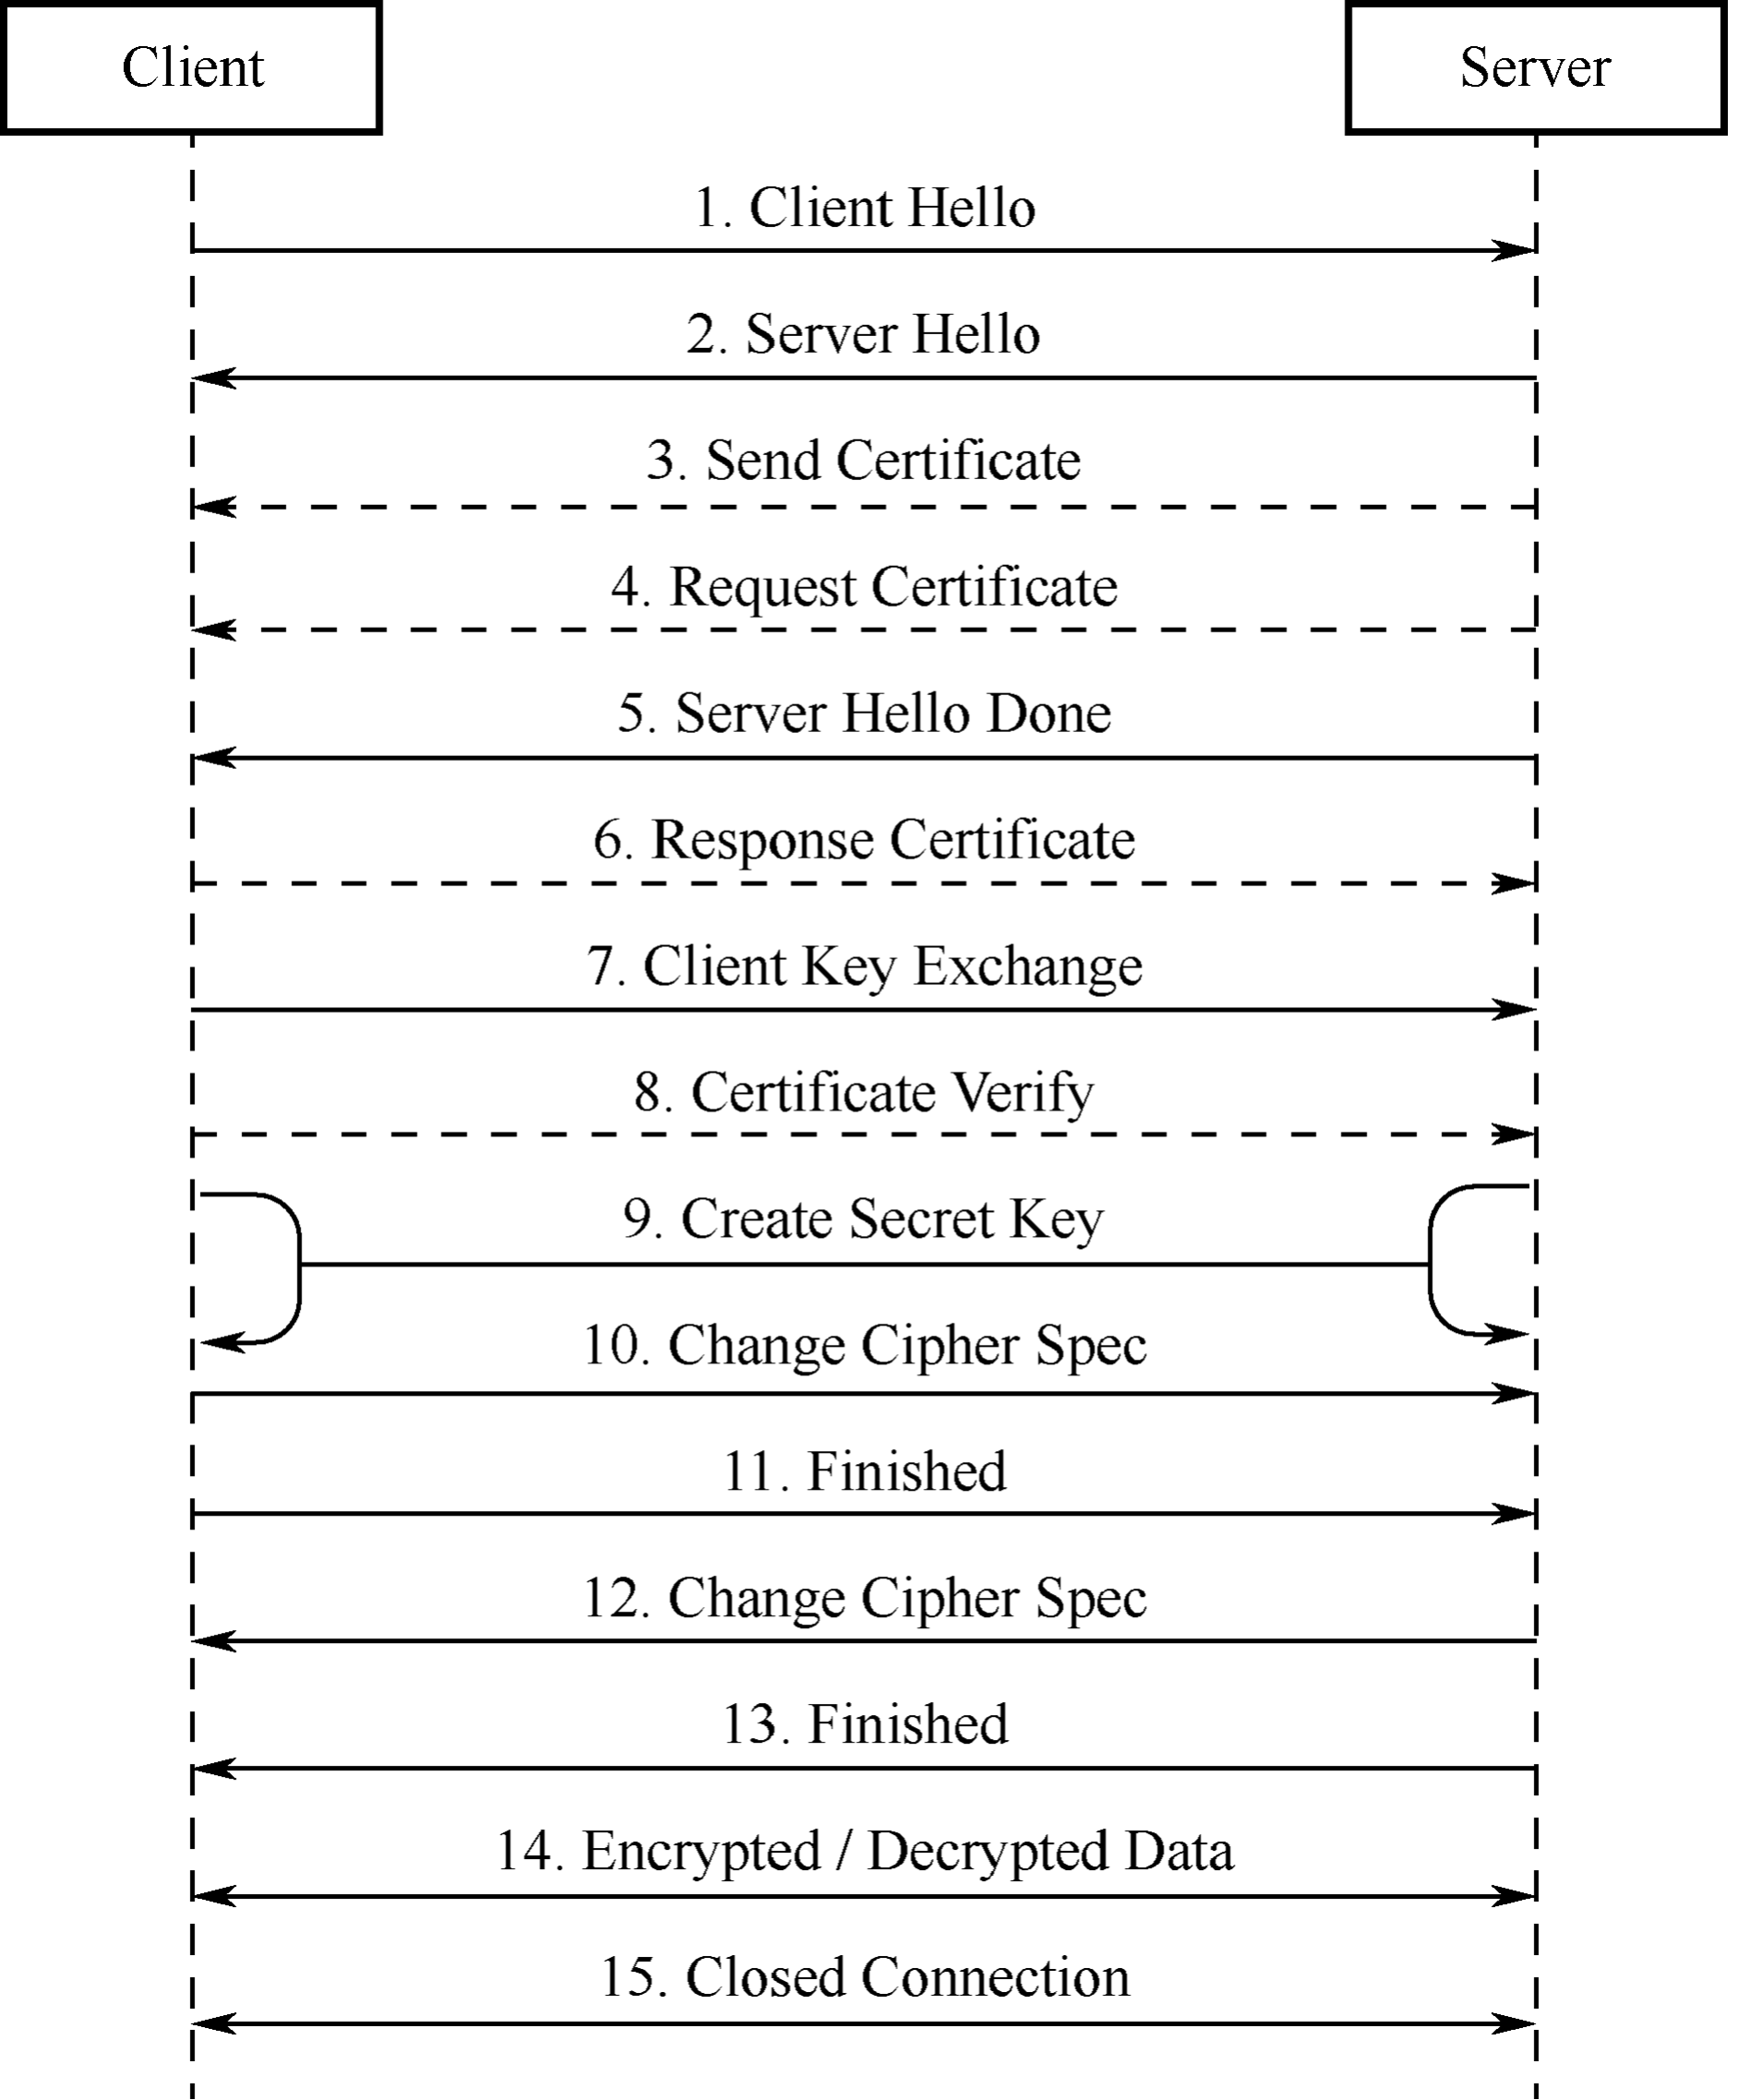 Client
Server
1. Client Hello
2. Server Hello
3. Send Certificate
4. Request Certificate
5. Server Hello Done
6. Response Certificate
7. Client Key Exchange
8. Certificate Verify
9. Create Secret Key
10. Change Cipher Spec
11. Finished
12. Change Cipher Spec
13. Finished
14. Encrypted / Decrypted Data
15. Closed Connection